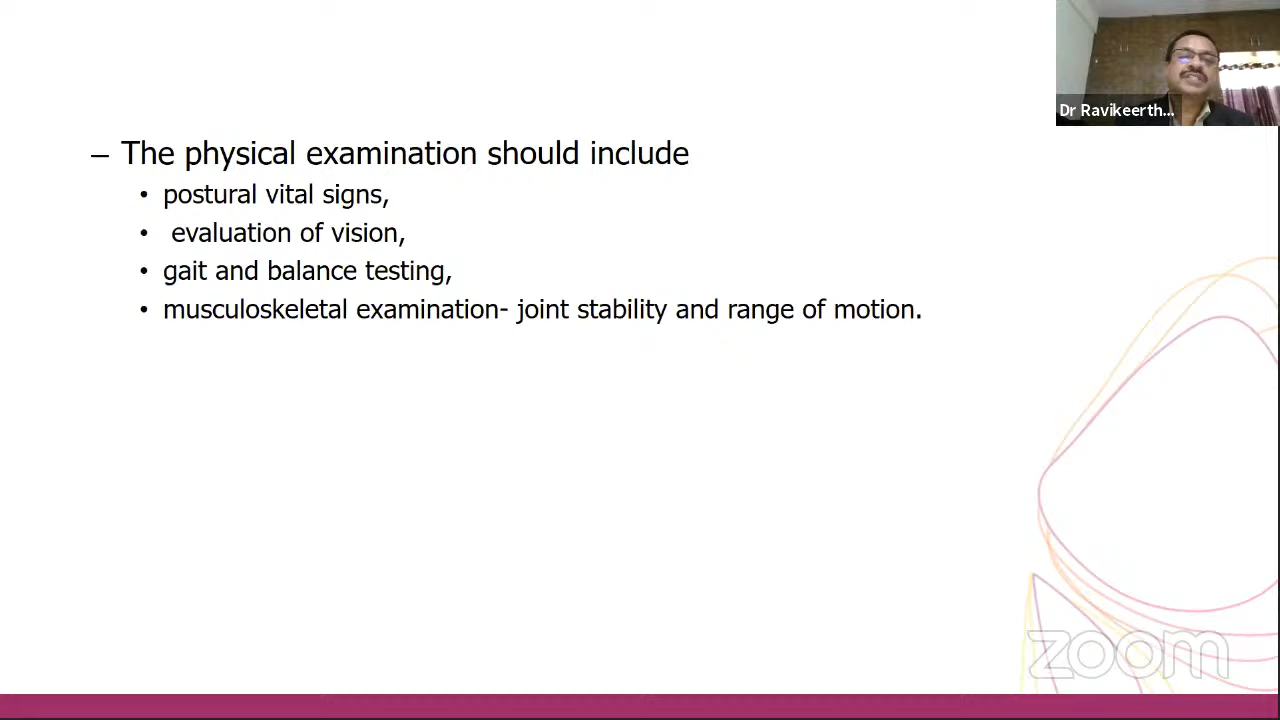 Dr Ravikeerth...
– The physical examination should include
• postural vital signs,
• evaluation of vision,
• gait and balance testing,
• musculoskeletal examination- joint stability and range of motion.
zoom